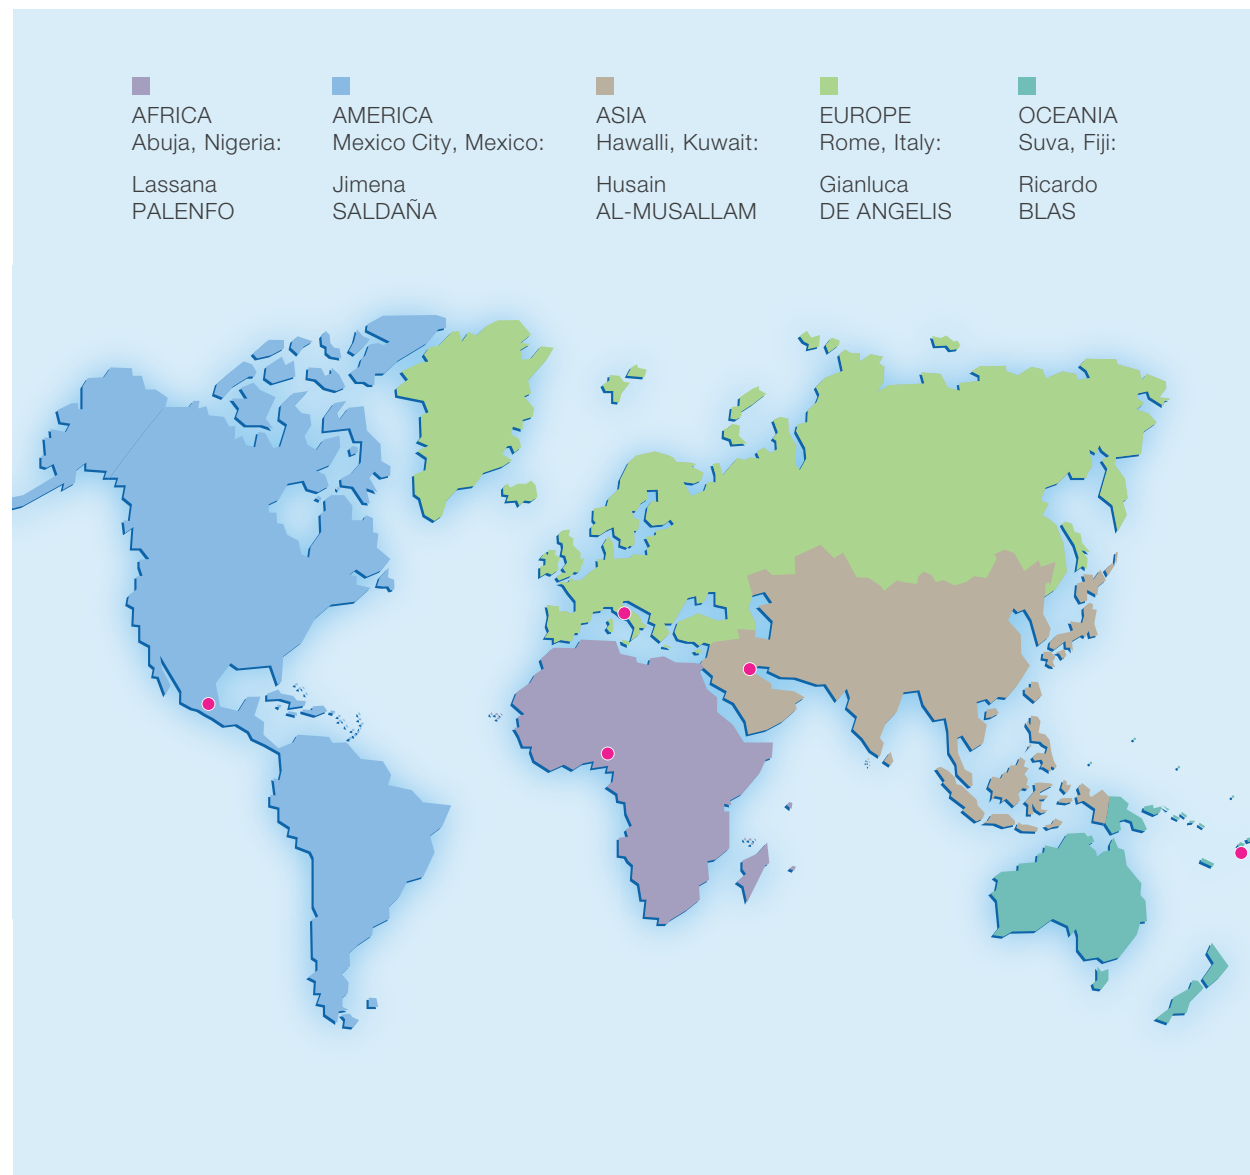 AFRICA
Abuja, Nigeria:
Lassana
PALENFO
AMERICA
Mexico City, Mexico:
Jimena
SALDAÑA
ASIA
Hawalli, Kuwait:
Husain
AL-MUSALLAM
EUROPE
Rome, Italy:
Gianluca
DE ANGELIS
OCEANIA
Suva, Fiji:
Ricardo
BLAS